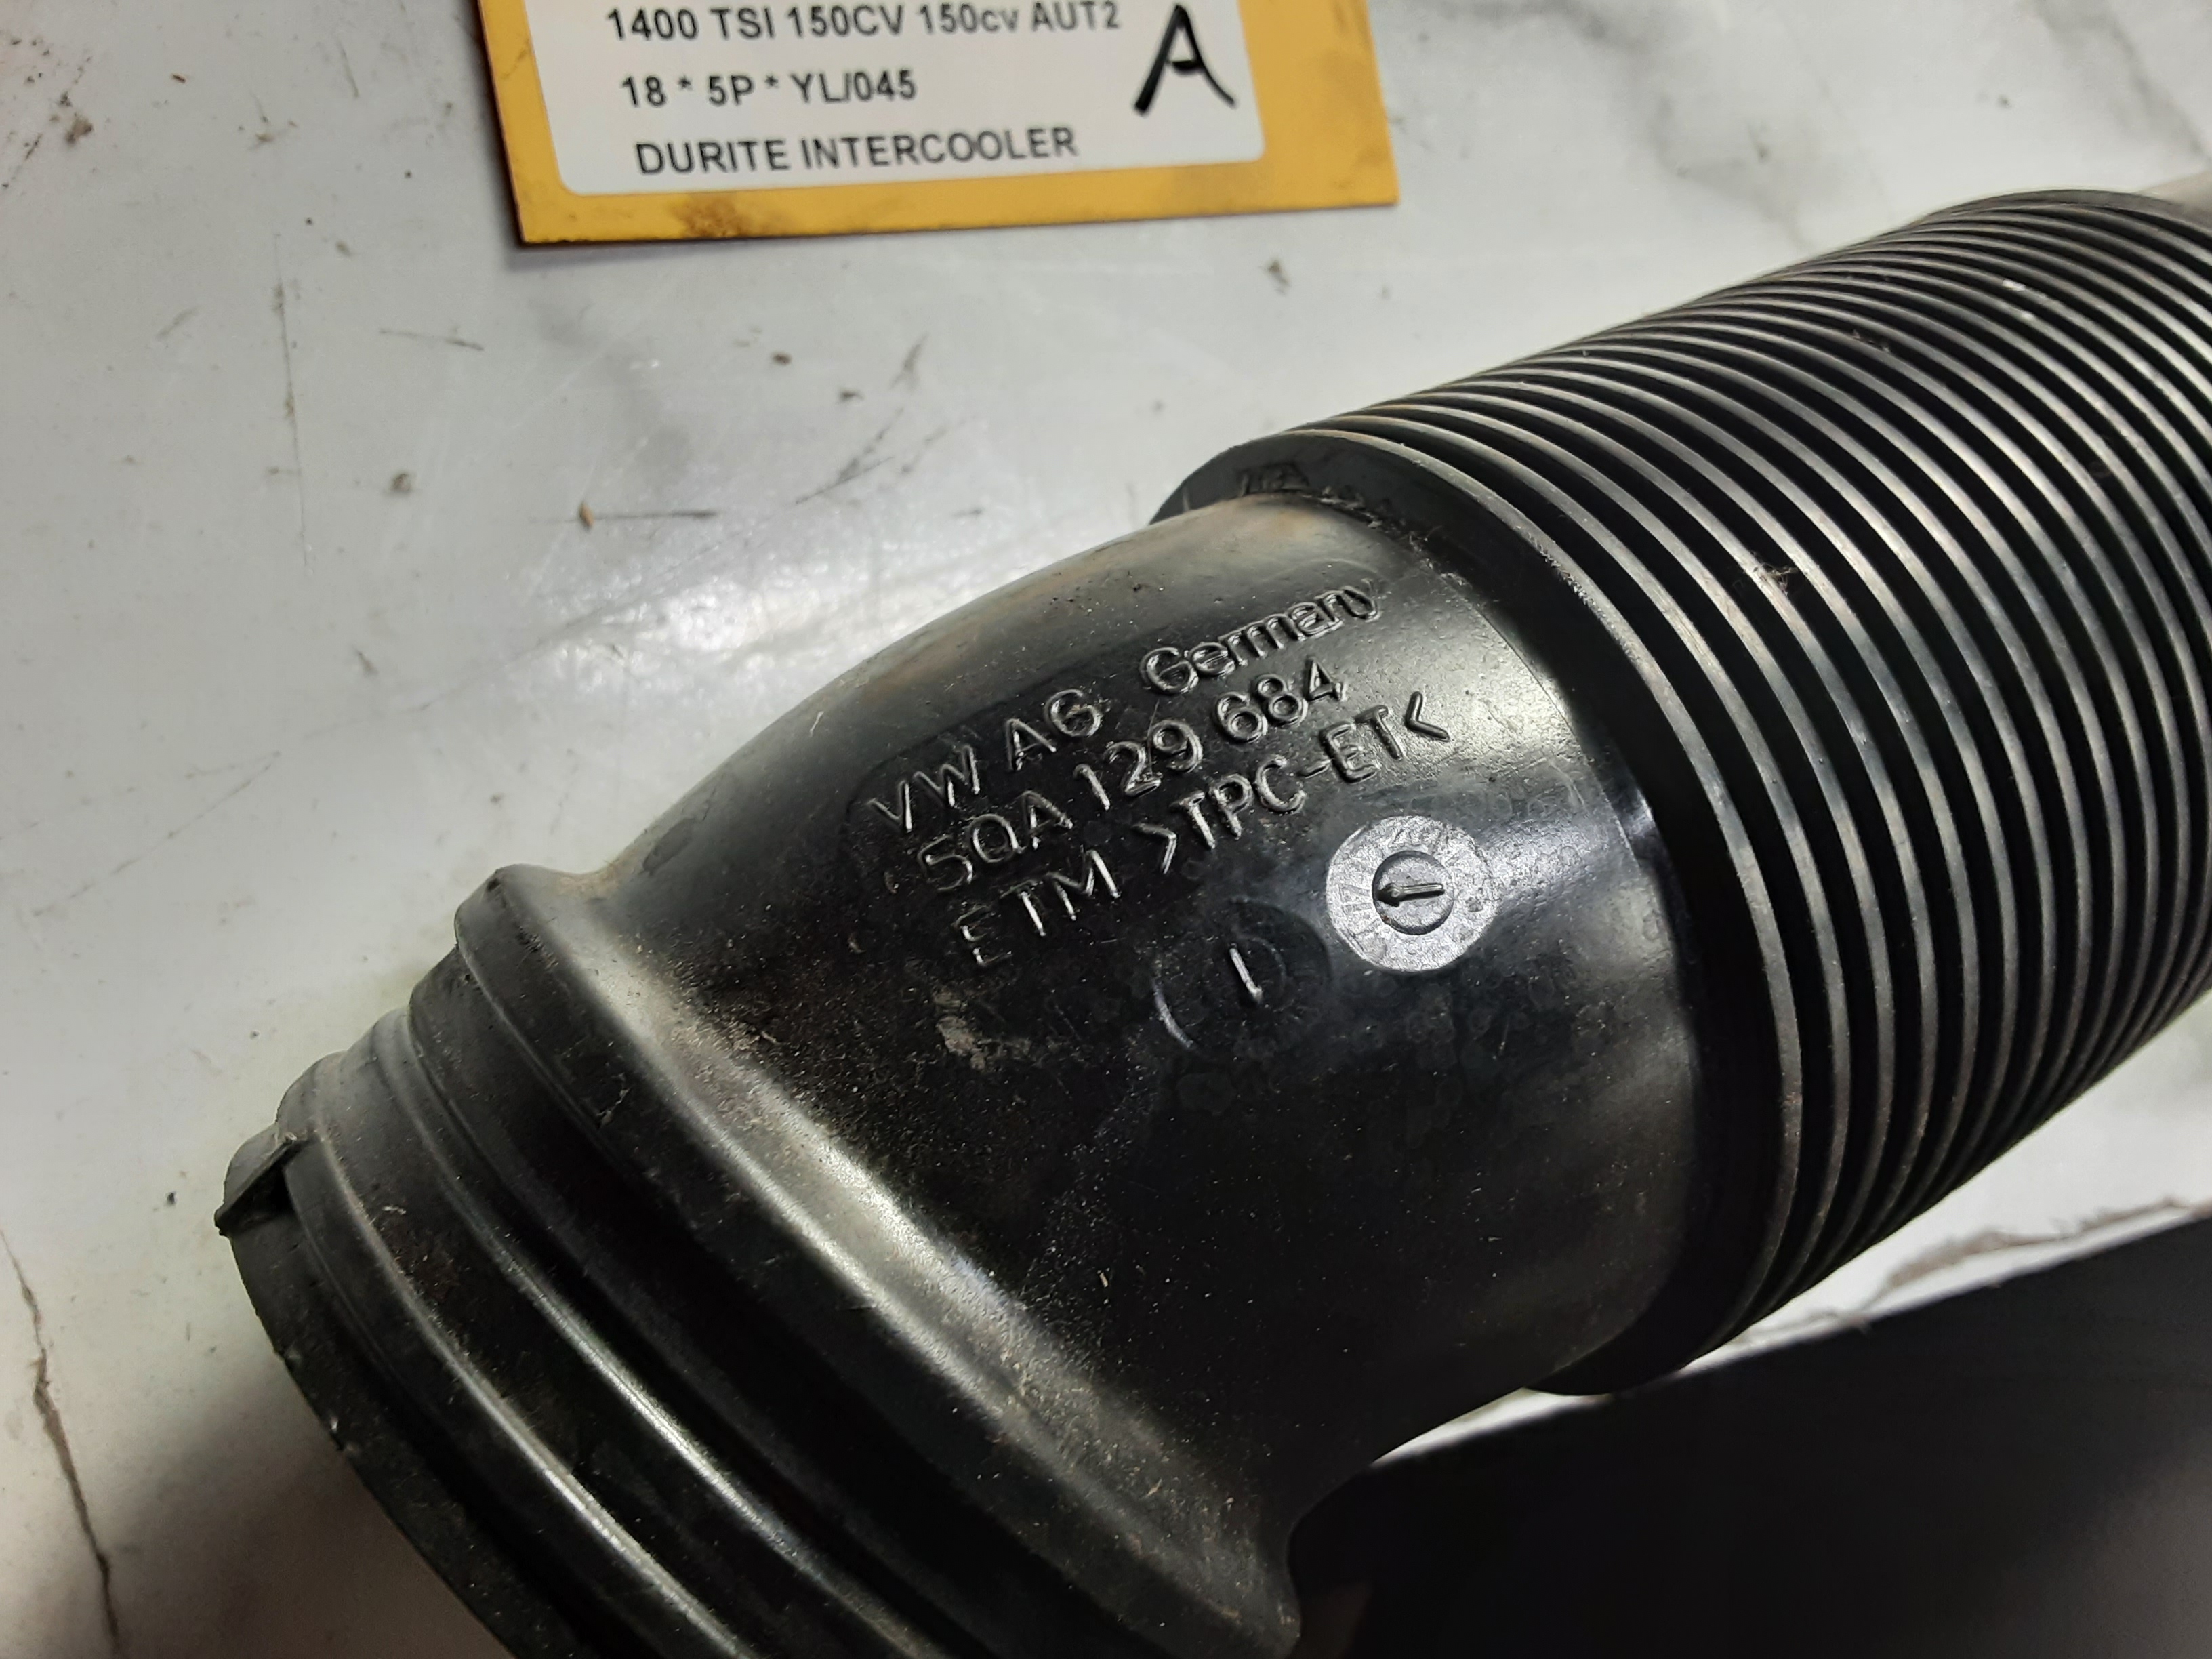 1400 TSI 150CV 150cv AUT2
18 * 5P * YL/045
A
DURITE INTERCOOLER
VW AG Germany
5QA 129 684
ETM >TPC-ET<